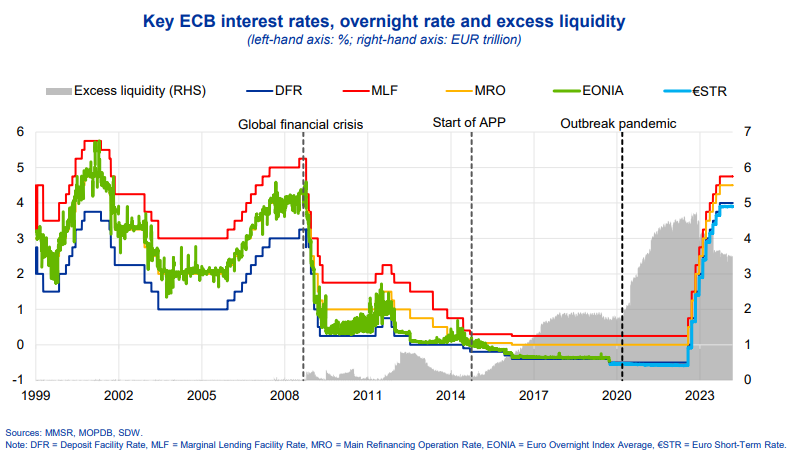 Key ECB interest rates, overnight rate and excess liquidity
(left-hand axis: %; right-hand axis: EUR trillion)
Excess liquidity (RHS) DFR MLF MRO EONIA €STR
Global financial crisis Start of APP Outbreak pandemic
6 7
5 6
4 5
3 4
2 3
1 2
0 1
-1 0
1999 2002 2005 2008 2011 2014 2017 2020 2023
Sources: MMSR, MOPDB, SDW.
Note: DFR = Deposit Facility Rate, MLF = Marginal Lending Facility Rate, MRO = Main Refinancing Operation Rate, EONIA = Euro Overnight Index Average, €STR = Euro Short-Term Rate.